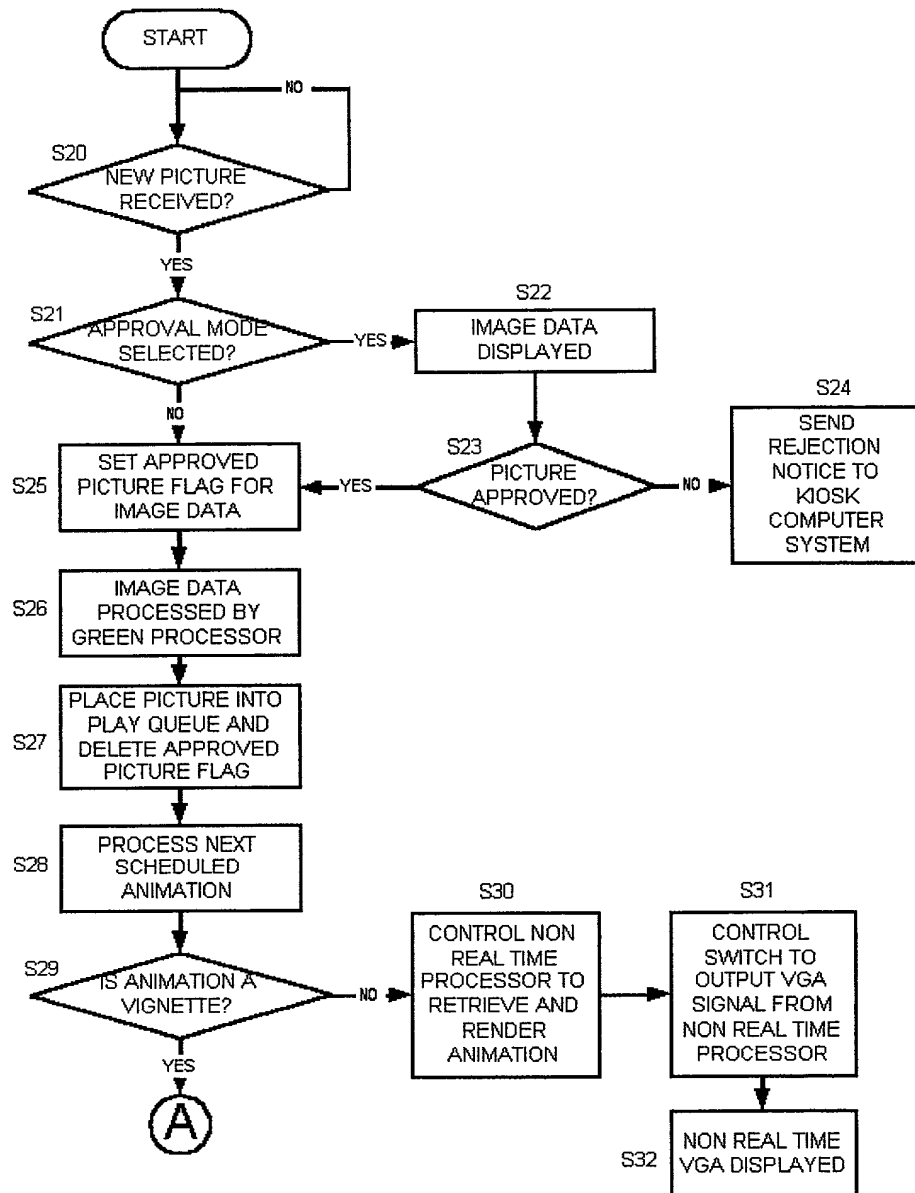 START
NO
S20
NEW PICTURE
RECEIVED?
YES
S21
APPROVAL MODE
SELECTED?
YES
S22
IMAGE DATA
DISPLAYED
NO
S23
PICTURE
APPROVED?
YES
NO
S24
SEND
REJECTION
NOTICE TO
KIOSK
COMPUTER
SYSTEM
S25
SET APPROVED
PICTURE FLAG FOR
IMAGE DATA
S26
IMAGE DATA
PROCESSED BY
GREEN PROCESSOR
S27
PLACE PICTURE INTO
PLAY QUEUE AND
DELETE APPROVED
PICTURE FLAG
S28
PROCESS NEXT
SCHEDULED
ANIMATION
S29
IS ANIMATION A
VIGNETTE?
NO
YES
A
S30
CONTROL NON
REAL TIME
PROCESSOR TO
RETRIEVE AND
RENDER
ANIMATION
S31
CONTROL
SWITCH TO
OUTPUT VGA
SIGNAL FROM
NON REAL TIME
PROCESSOR
S32
NON REAL TIME
VGA DISPLAYED